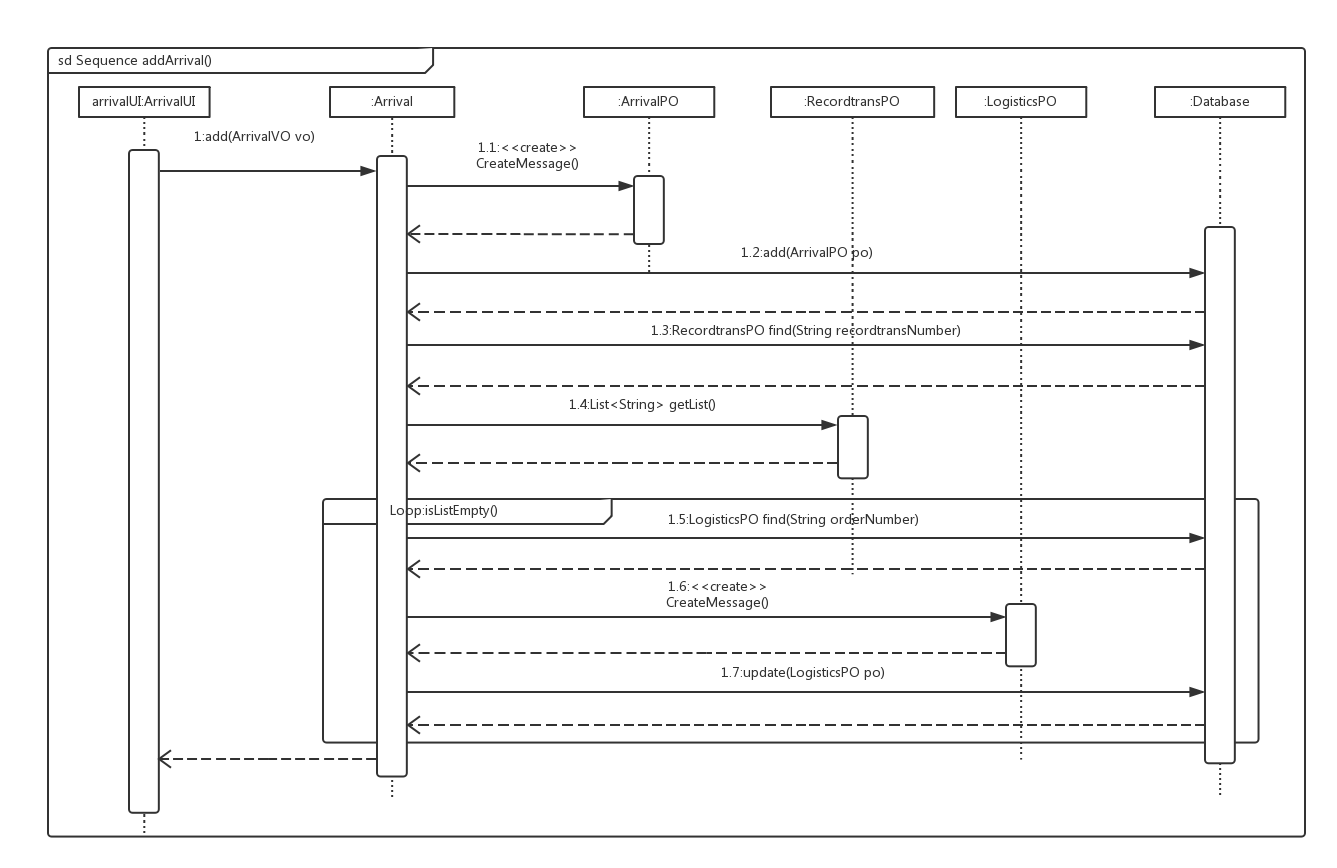 sd Sequence addArrival()
arrivalUI:ArrivalUI
:Arrival
:ArrivalPO
:RecordtransPO
:LogisticsPO
:Database
1:add(ArrivalVO vo)
1.1:<<create>>
CreateMessage()
1.2:add(ArrivalPO po)
1.3:RecordtransPO find(String recordtransNumber)
1.4:List<String> getList()
Loop:isListEmpty()
1.5:LogisticsPO find(String orderNumber)
1.6:<<create>>
CreateMessage()
1.7:update(LogisticsPO po)